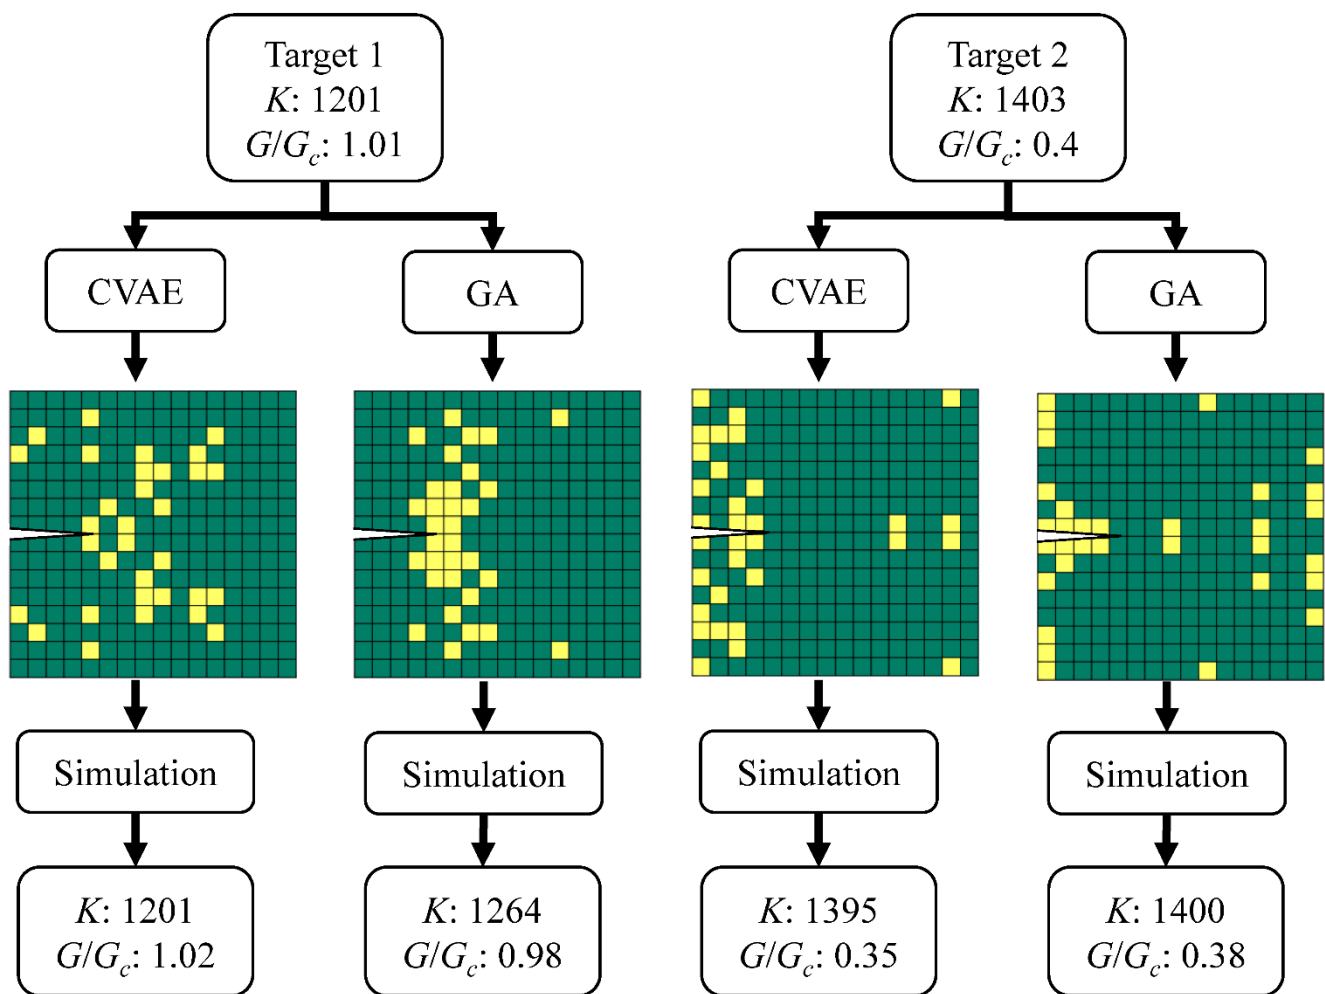 Target 1
K: 1201
G/Gc: 1.01
Target 2
K: 1403
G/Gc: 0.4
CVAE
GA
CVAE
GA
Simulation
Simulation
Simulation
Simulation
K: 1201
G/Gc: 1.02
K: 1264
G/Gc: 0.98
K: 1395
G/Gc: 0.35
K: 1400
G/Gc: 0.38